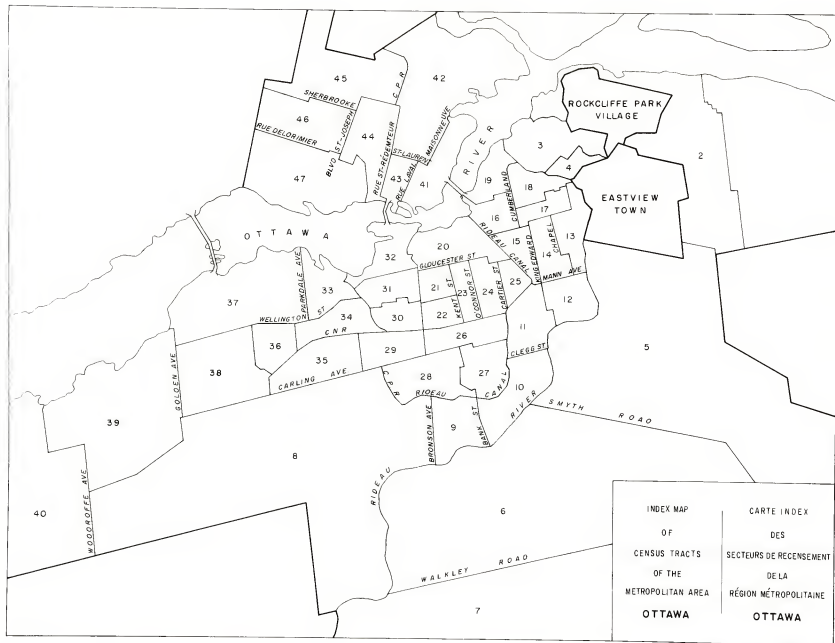 45
42
C P R
SHERBROOKE
46
RUE DELORIMIER
BLVD ST-JOSEPH
44
RUE ST-REDEMPTEUR
ST-LAURENT
MAISONNEUVE
RUE LAVAL
43
41
47
RIVER
ROCKCLIFFE PARK
VILLAGE
2
3
4
EASTVIEW
TOWN
19
18
CUMBERLAND
17
16
RIDEAU CANAL
15
KING EDWARD
14
CHAPEL
13
MANN AVE
12
OTTAWA
32
20
GLOUCESTER ST
PARKDALE AVE
33
31
21
KENT ST
23
O'CONNOR ST
24
CARTIER ST
25
37
WELLINGTON ST
34
30
22
CNR
36
35
29
26
11
CLEGG ST.
5
GOLDEN AVE
38
CARLING AVE
C P R
28
27
RIDEAU
CANAL
10
RIVER
SMYTH ROAD
39
BRONSON AVE
9
BANK ST
8
WOODROFFE AVE
40
RIDEAU
6
WALKLEY ROAD
7
INDEX MAP
OF
CENSUS TRACTS
OF THE
METROPOLITAN AREA
OTTAWA
CARTE INDEX
DES
SECTEURS DE RECENSEMENT
DE LA
RÉGION MÉTROPOLITAINE
OTTAWA